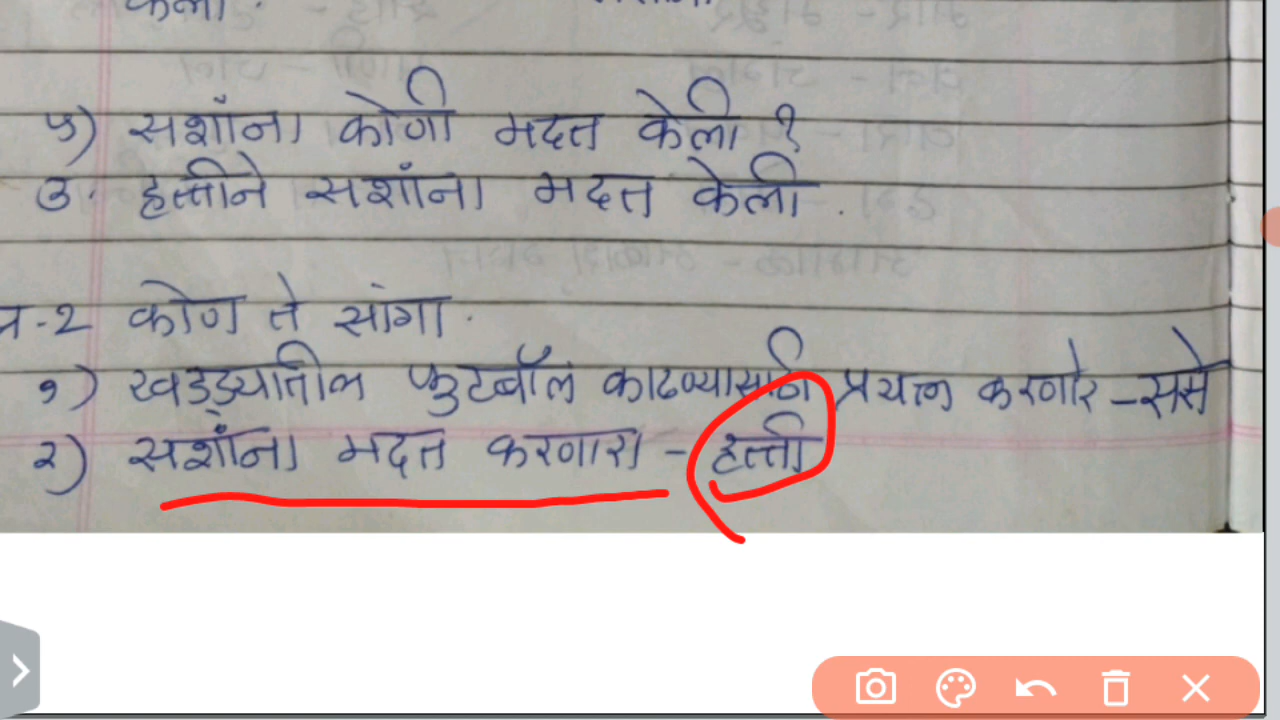 ५) सशांना कोणी मदत केली ?
उ. हत्तीने सशांना मदत केली .
प्र.२ कोण ते सांगा.
१) खड्ड्यातील फुटबॉल काढण्यासाठी प्रयत्न करणारे - ससे
२) सशांना मदत करणारा - हत्ती